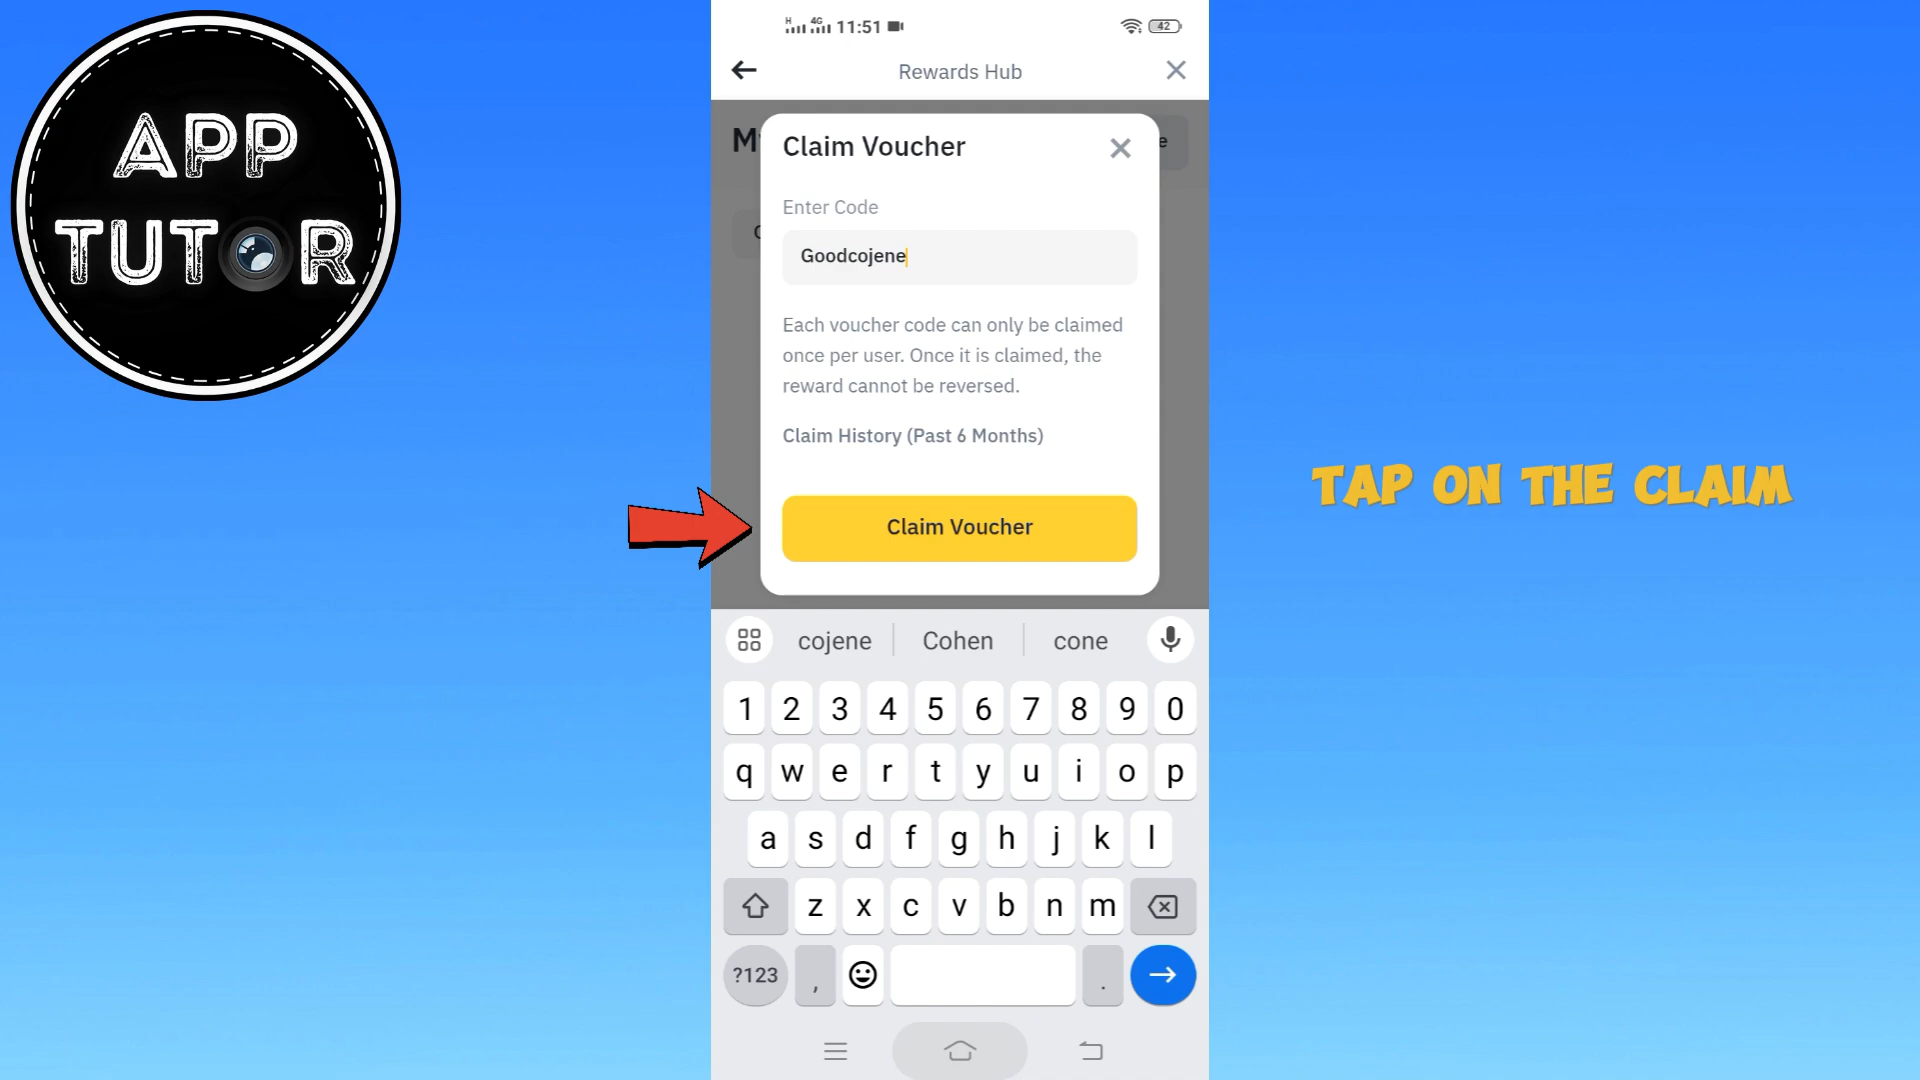 APP
TUTOR
H 4G 11:51 42
Rewards Hub
My
e
Claim Voucher
Enter Code
Goodcojene
Each voucher code can only be claimed
once per user. Once it is claimed, the
reward cannot be reversed.
Claim History (Past 6 Months)
Claim Voucher
TAP ON THE CLAIM
cojene Cohen cone
1 2 3 4 5 6 7 8 9 0
q w e r t y u i o p
a s d f g h j k l
z x c v b n m
?123 , .